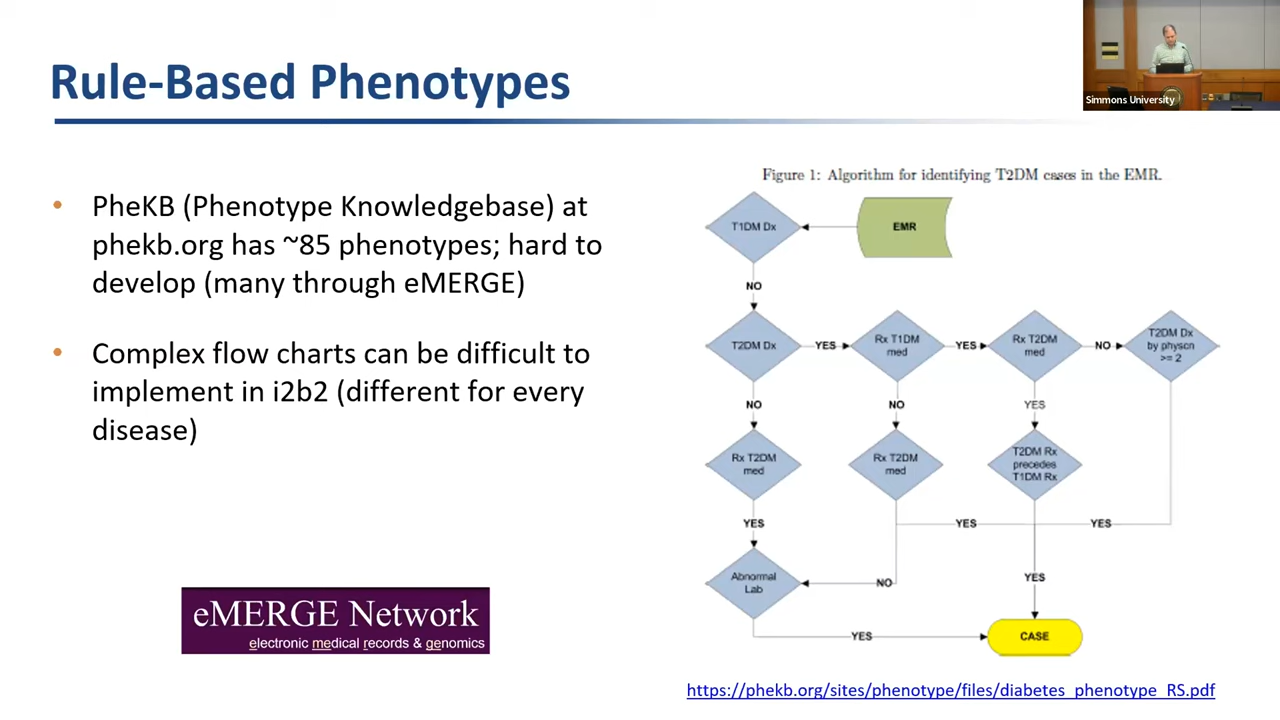 Rule-Based Phenotypes
Simmons University
• PheKB (Phenotype Knowledgebase) at
phekb.org has ~85 phenotypes; hard to
develop (many through eMERGE)
• Complex flow charts can be difficult to
implement in i2b2 (different for every
disease)
eMERGE Network
electronic medical records & genomics
Figure 1: Algorithm for identifying T2DM cases in the EMR.
T1DM Dx
EMR
NO
T2DM Dx
YES
Rx T1DM
med
YES
Rx T2DM
med
NO
T2DM Dx
by physcn
>= 2
NO
NO
YES
Rx T2DM
med
Rx T2DM
med
T2DM Rx
precedes
T1DM Rx
YES
YES
YES
Abnormal
Lab
NO
YES
YES
CASE
https://phekb.org/sites/phenotype/files/diabetes_phenotype_RS.pdf